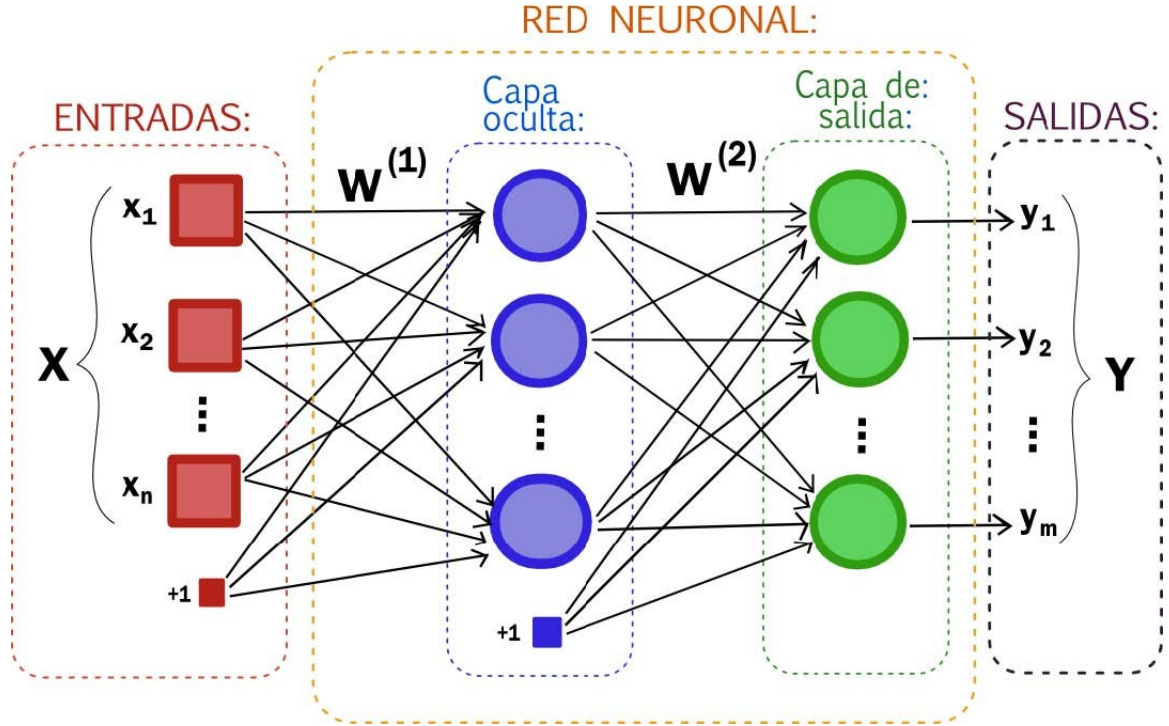 RED NEURONAL:
ENTRADAS:
Capa
oculta:
Capa de:
salida:
SALIDAS:
W(1)
W(2)
X
x1
x2
⋮
xn
+1
⋮
+1
⋮
y1
y2
⋮
ym
Y